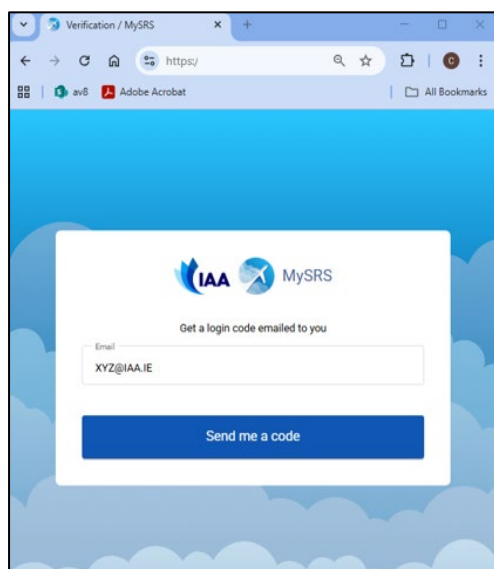 Verification / MySRS
https:/
av8 Adobe Acrobat All Bookmarks
IAA MySRS
Get a login code emailed to you
Email
XYZ@IAA.IE
Send me a code